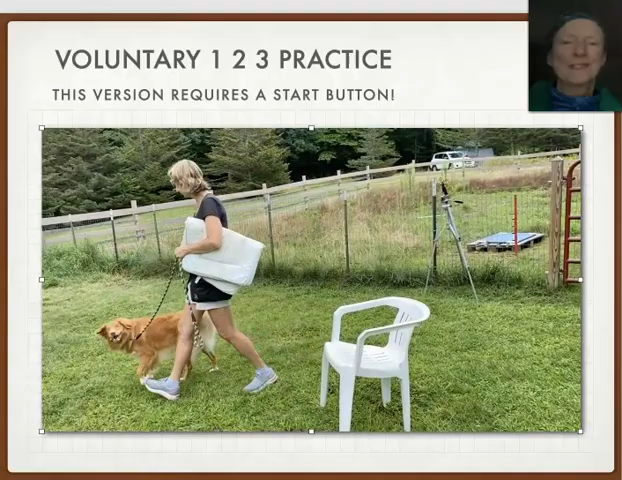 VOLUNTARY 1 2 3 PRACTICE
THIS VERSION REQUIRES A START BUTTON!